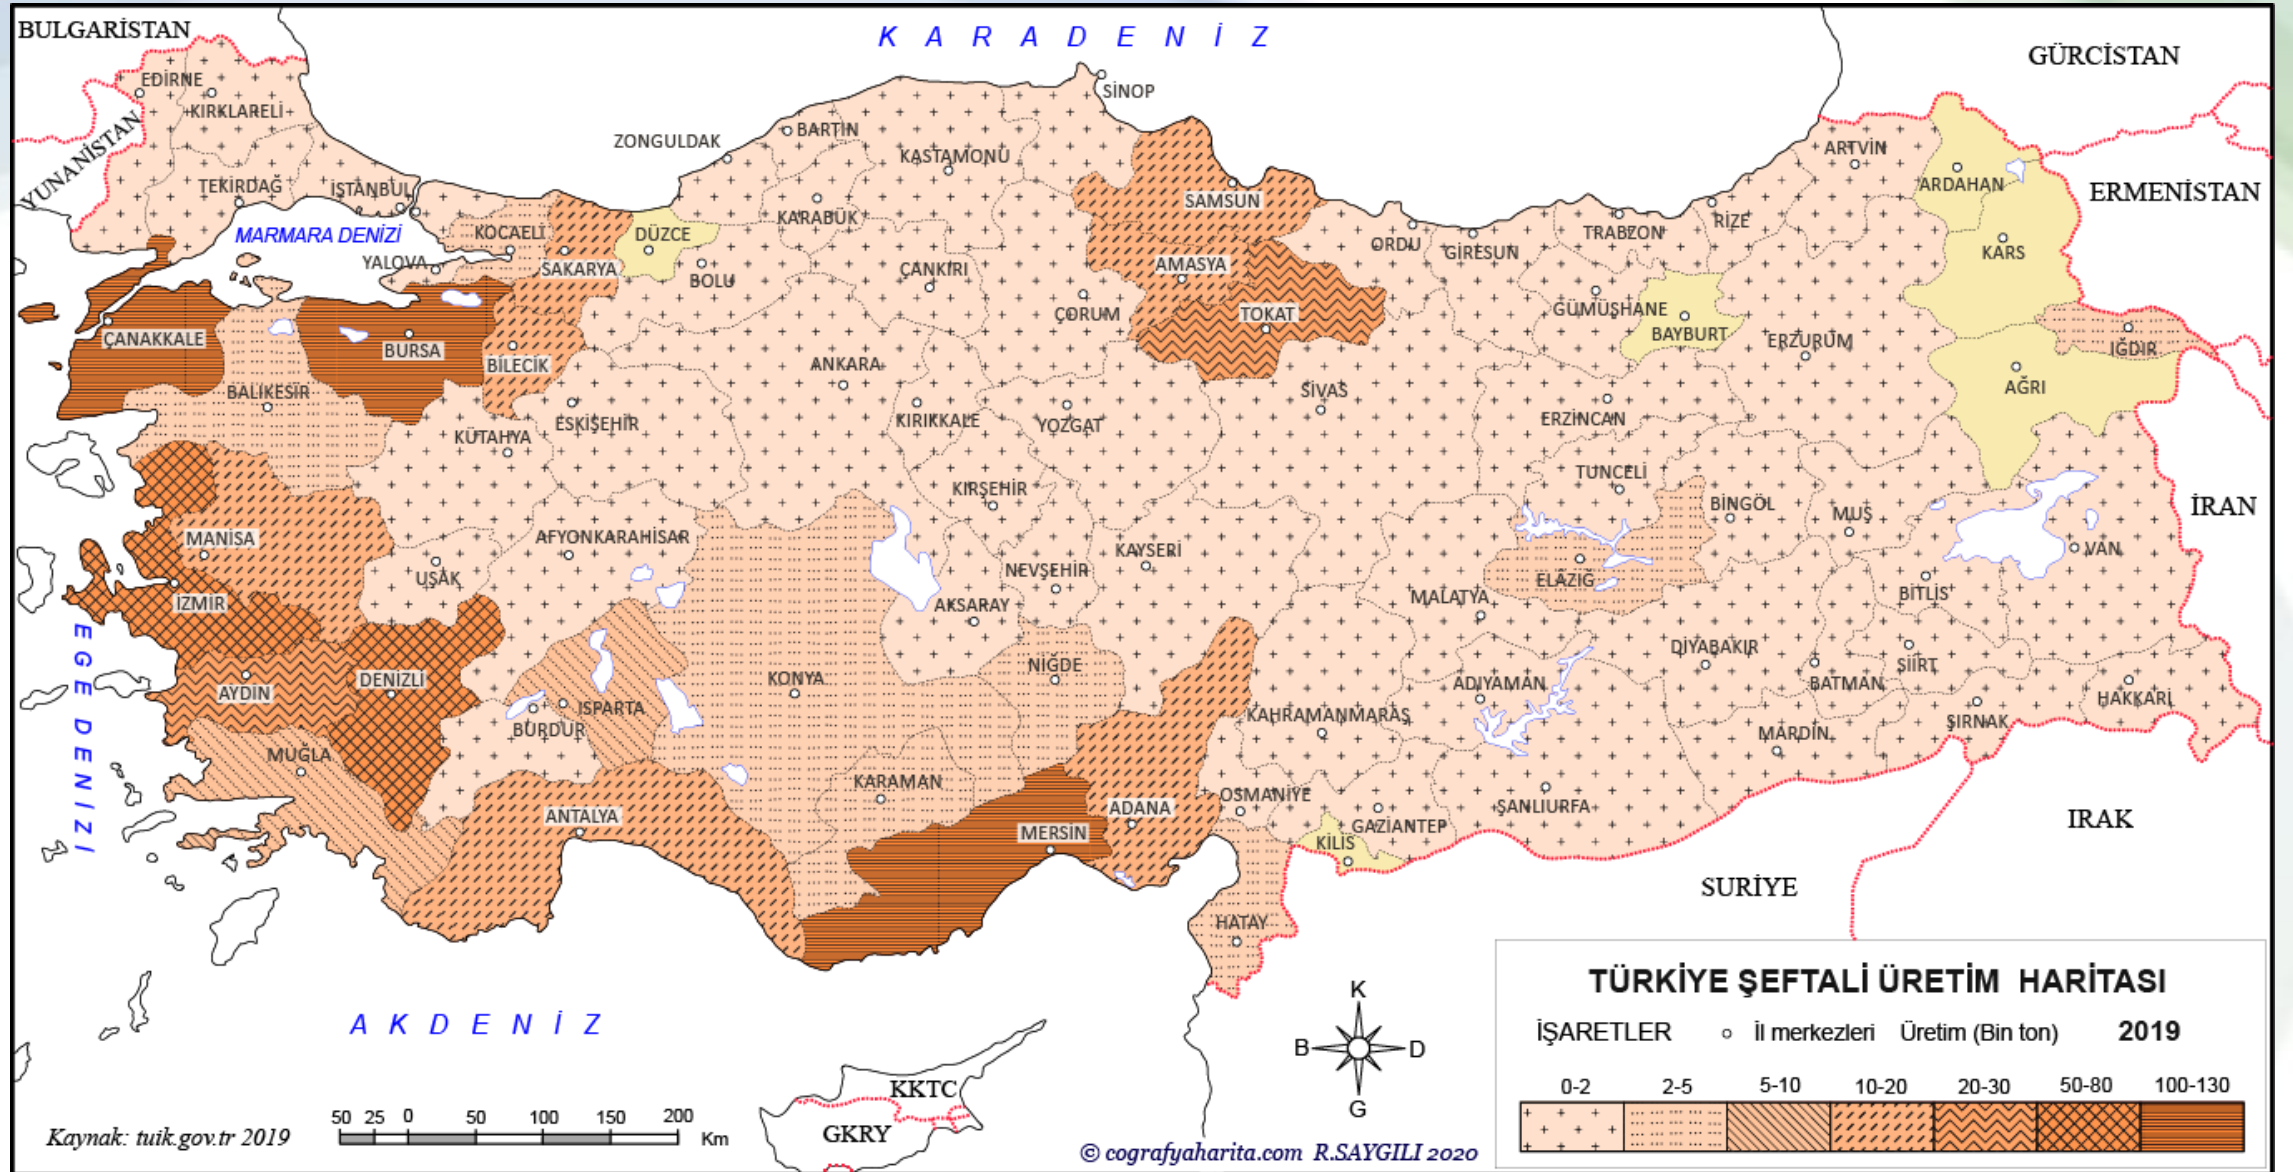 BULGARİSTAN
K A R A D E N İ Z
GÜRCİSTAN
EDİRNE
KIRKLARELİ
SİNOP
YUNANİSTAN
ZONGULDAK
BARTIN
KASTAMONU
ARTVİN
ARDAHAN
ERMENİSTAN
TEKİRDAĞ
İSTANBUL
KARABÜK
SAMSUN
RİZE
MARMARA DENİZİ
KOCAELİ
DÜZCE
TRABZON
ORDU
GİRESUN
KARS
YALOVA
SAKARYA
BOLU
ÇANKIRI
AMASYA
ÇORUM
TOKAT
GÜMÜŞHANE
BAYBURT
ERZURUM
IĞDIR
ÇANAKKALE
BURSA
BİLECİK
ANKARA
AĞRI
BALIKESİR
KÜTAHYA
ESKİŞEHİR
KIRIKKALE
YOZGAT
SİVAS
ERZİNCAN
TUNCELİ
KIRŞEHİR
BİNGÖL
MUŞ
İRAN
MANİSA
AFYONKARAHİSAR
KAYSERİ
VAN
UŞAK
NEVŞEHİR
ELAZIĞ
BİTLİS
İZMİR
AKSARAY
MALATYA
EGE DENİZİ
AYDIN
DENİZLİ
KONYA
NİĞDE
DİYABAKIR
SİİRT
ISPARTA
ADIYAMAN
BATMAN
HAKKARİ
BURDUR
KAHRAMANMARAŞ
MARDİN
ŞIRNAK
MUĞLA
KARAMAN
ANTALYA
MERSİN
ADANA
OSMANİYE
GAZİANTEP
ŞANLIURFA
KİLİS
IRAK
SURİYE
HATAY
A K D E N İ Z
K
B D
G
KKTC
GKRY
TÜRKİYE ŞEFTALİ ÜRETİM HARİTASI
İŞARETLER İl merkezleri Üretim (Bin ton) 2019
0-2 2-5 5-10 10-20 20-30 50-80 100-130
50 25 0 50 100 150 200 Km
Kaynak: tuik.gov.tr 2019
© cografyaharita.com R.SAYGILI 2020